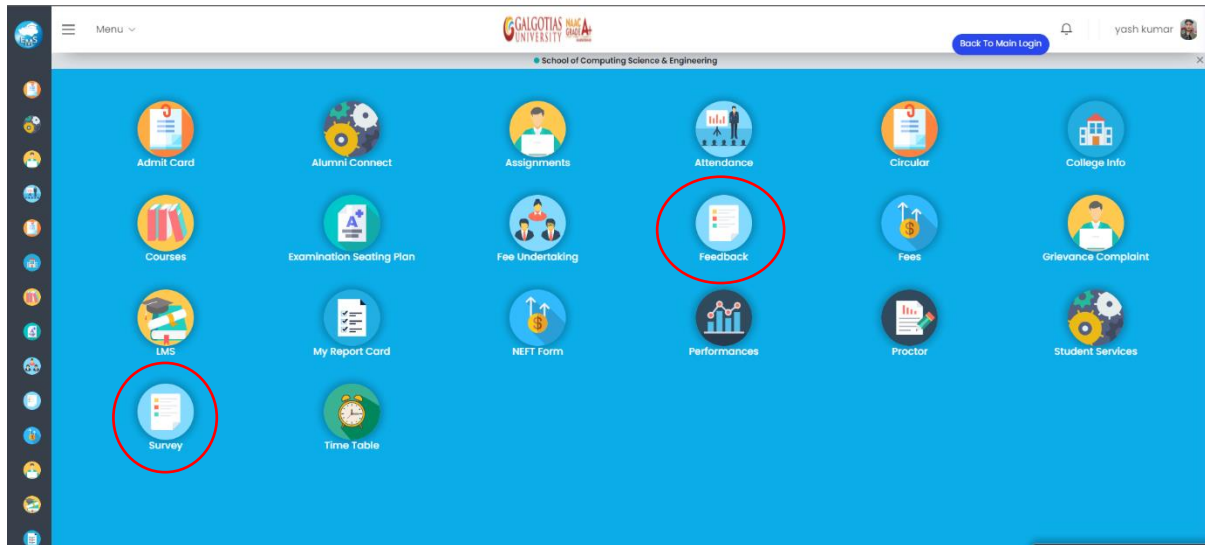 EMS
Menu
GALGOTIAS UNIVERSITY
NAAC GRADE A+
Back To Main Login
yash kumar
School of Computing Science & Engineering
Admit Card
Alumni Connect
Assignments
Attendance
Circular
College Info
Courses
Examination Seating Plan
Fee Undertaking
Feedback
Fees
Grievance Complaint
LMS
My Report Card
NEFT Form
Performances
Proctor
Student Services
Survey
Time Table